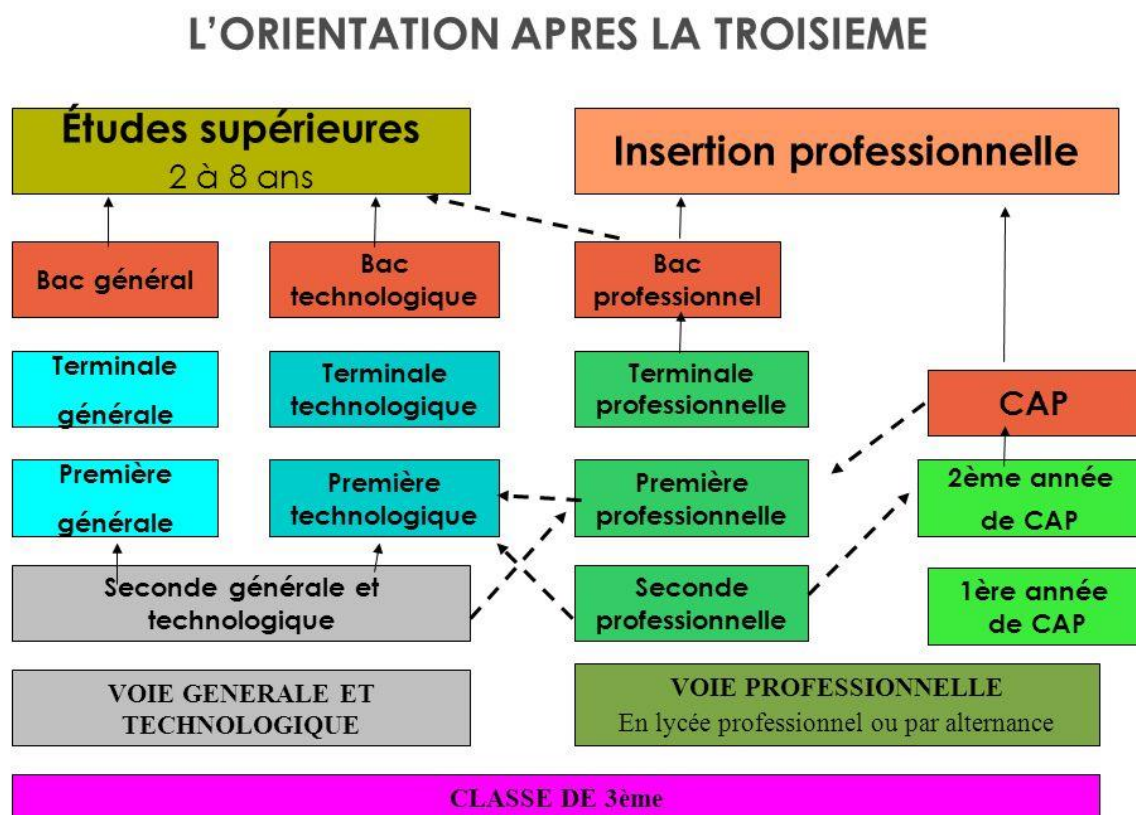 L'ORIENTATION APRES LA TROISIEME
Études supérieures
2 à 8 ans
Insertion professionnelle
Bac général
Bac
technologique
Bac
professionnel
Terminale
générale
Terminale
technologique
Terminale
professionnelle
CAP
Première
générale
Première
technologique
Première
professionnelle
2ème année
de CAP
Seconde générale et
technologique
Seconde
professionnelle
1ère année
de CAP
VOIE GENERALE ET
TECHNOLOGIQUE
VOIE PROFESSIONNELLE
En lycée professionnel ou par alternance
CLASSE DE 3ème